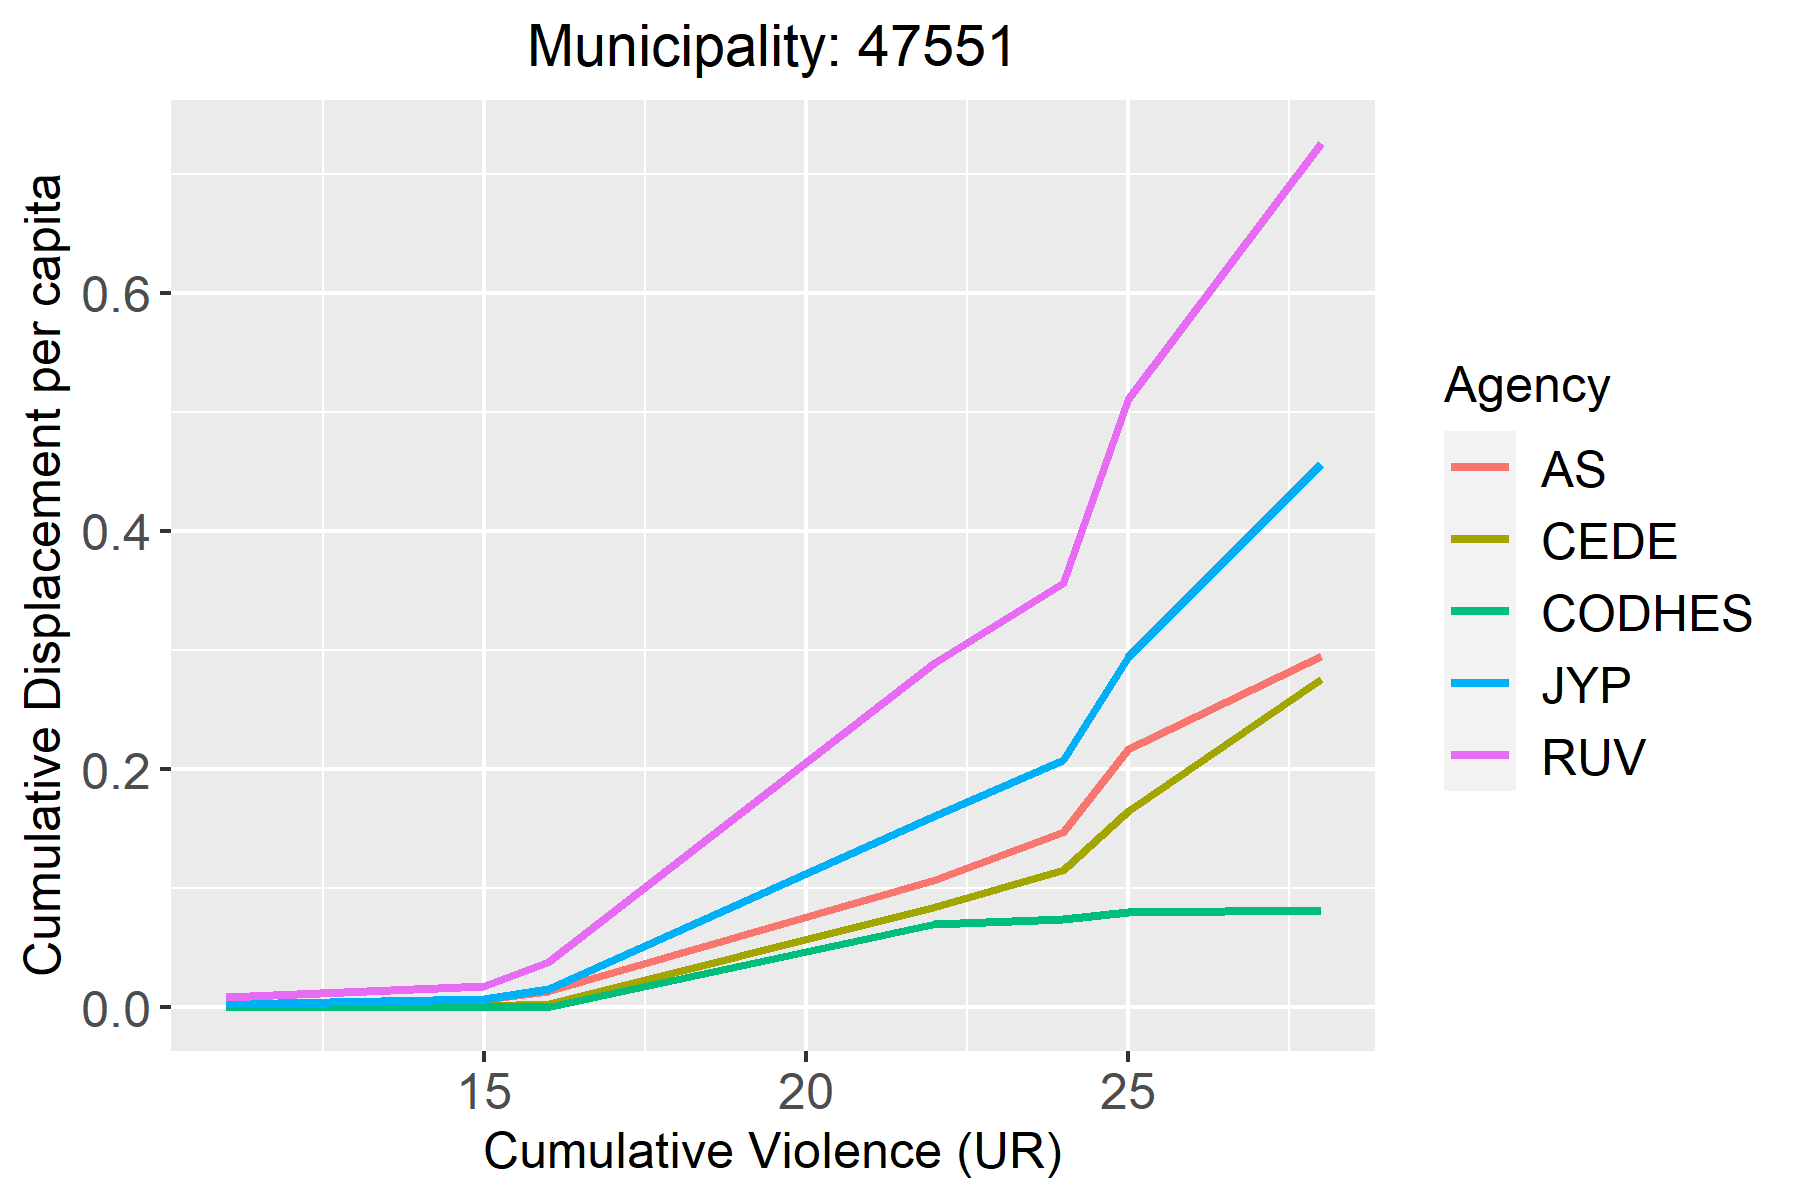 Municipality: 47551
Cumulative Displacement per capita
0.6
0.4
0.2
0.0
15
20
25
Cumulative Violence (UR)
Agency
AS
CEDE
CODHES
JYP
RUV